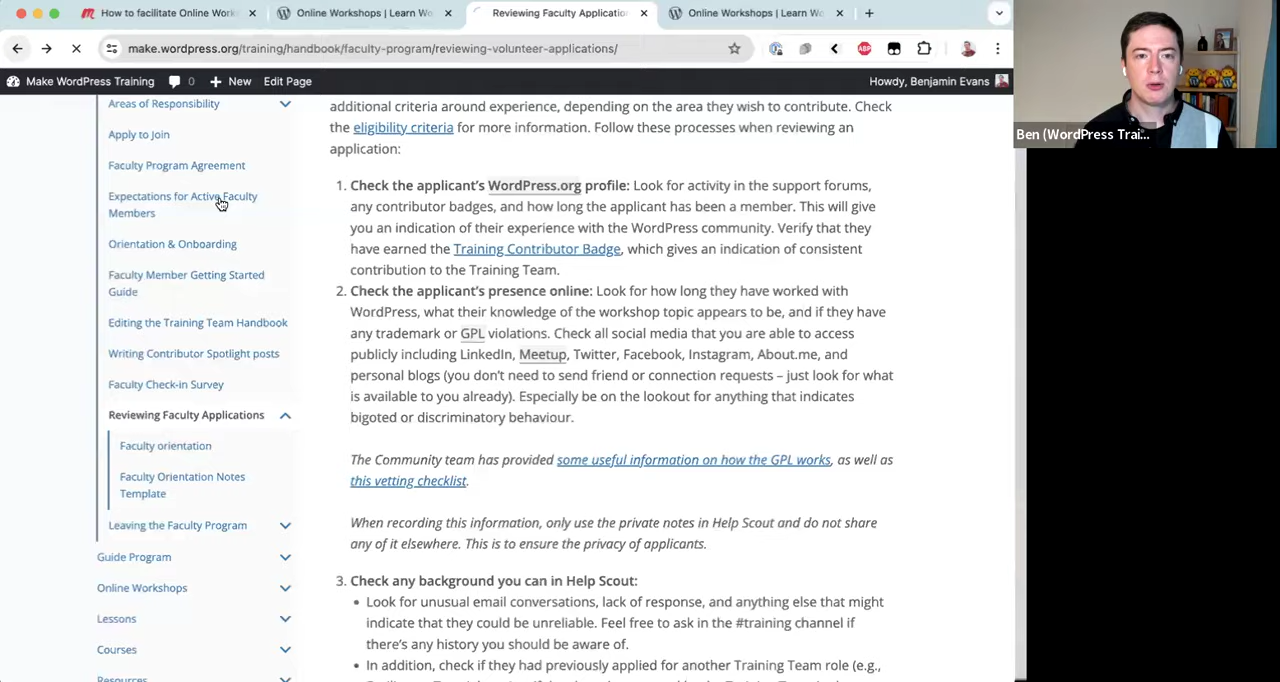 How to facilitate Online Work
Online Workshops | Learn Wo
Reviewing Faculty Applicatio
Online Workshops | Learn Wo
make.wordpress.org/training/handbook/faculty-program/reviewing-volunteer-applications/
ABP
Make WordPress Training
0
New
Edit Page
Howdy, Benjamin Evans
Areas of Responsibility
Apply to Join
Faculty Program Agreement
Expectations for Active Faculty
Members
Orientation & Onboarding
Faculty Member Getting Started
Guide
Editing the Training Team Handbook
Writing Contributor Spotlight posts
Faculty Check-in Survey
Reviewing Faculty Applications
Faculty orientation
Faculty Orientation Notes
Template
Leaving the Faculty Program
Guide Program
Online Workshops
Lessons
Courses
Resources
additional criteria around experience, depending on the area they wish to contribute. Check
the eligibility criteria for more information. Follow these processes when reviewing an
application:
1. Check the applicant's WordPress.org profile: Look for activity in the support forums,
any contributor badges, and how long the applicant has been a member. This will give
you an indication of their experience with the WordPress community. Verify that they
have earned the Training Contributor Badge, which gives an indication of consistent
contribution to the Training Team.
2. Check the applicant's presence online: Look for how long they have worked with
WordPress, what their knowledge of the workshop topic appears to be, and if they have
any trademark or GPL violations. Check all social media that you are able to access
publicly including LinkedIn, Meetup, Twitter, Facebook, Instagram, About.me, and
personal blogs (you don't need to send friend or connection requests – just look for what
is available to you already). Especially be on the lookout for anything that indicates
bigoted or discriminatory behaviour.
The Community team has provided some useful information on how the GPL works, as well as
this vetting checklist.
When recording this information, only use the private notes in Help Scout and do not share
any of it elsewhere. This is to ensure the privacy of applicants.
3. Check any background you can in Help Scout:
• Look for unusual email conversations, lack of response, and anything else that might
indicate that they could be unreliable. Feel free to ask in the #training channel if
there's any history you should be aware of.
• In addition, check if they had previously applied for another Training Team role (e.g.,
Ben (WordPress Trai...